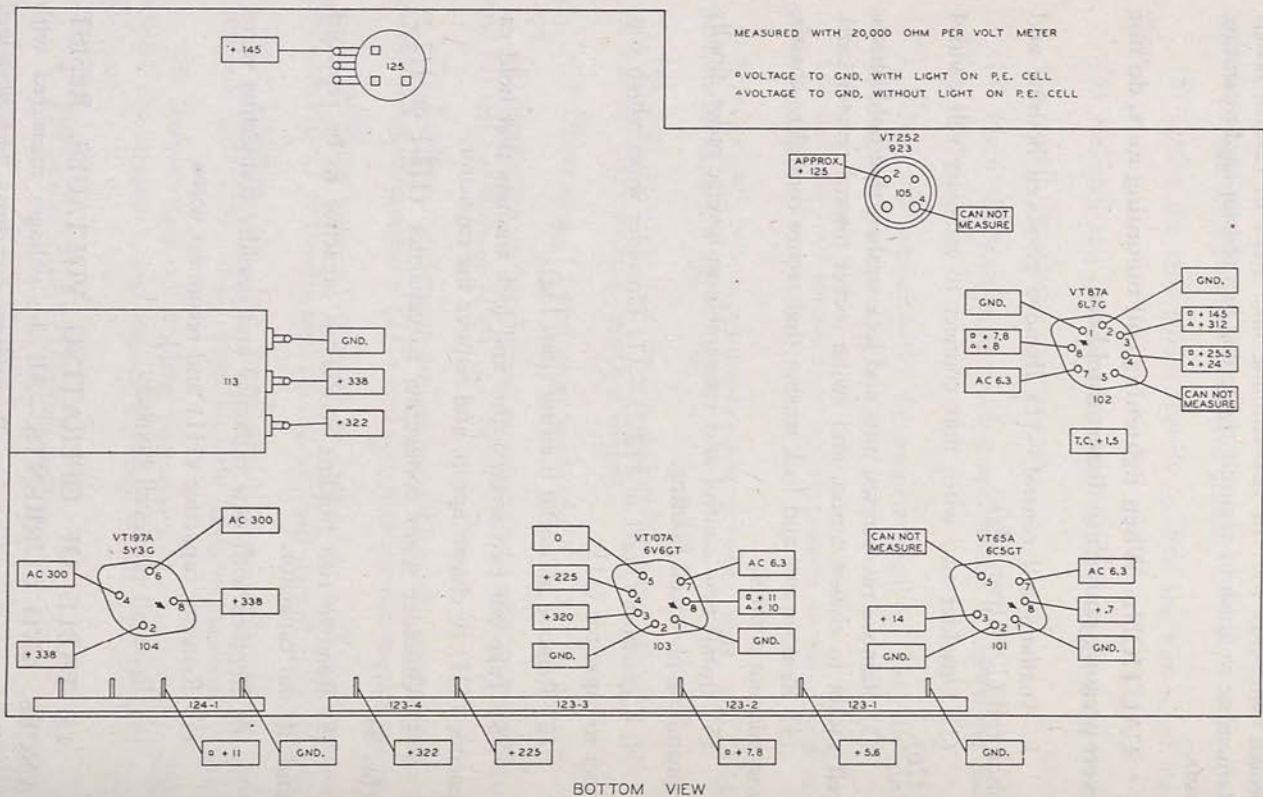 MEASURED WITH 20,000 OHM PER VOLT METER
▫VOLTAGE TO GND, WITH LIGHT ON P.E. CELL
▵VOLTAGE TO GND, WITHOUT LIGHT ON P.E. CELL
+ 145
125
VT252
923
APPROX.
+ 125
2
105
4
CAN NOT
MEASURE
VT87A
6L7G
GND.
GND.
1
2
3
▫ + 145
▵ + 312
▫ + 7.8
▵ + 8
8
4
▫ + 25.5
▵ + 24
AC 6.3
7
5
CAN NOT
MEASURE
102
T.C. + 1.5
113
GND.
+ 338
+322
VT197A
5Y3G
AC 300
6
AC 300
4
8
+338
2
+ 338
104
VT107A
6V6GT
0
5
7
AC 6.3
+ 225
4
8
▫ + 11
▵ + 10
+320
3
2
1
GND.
GND.
103
VT65A
6C5GT
CAN NOT
MEASURE
5
7
AC 6.3
8
+ .7
+ 14
3
2
1
GND.
GND.
101
124-1
123-4
123-3
123-2
123-1
▫ + 11
GND.
+322
+ 225
▫ + 7.8
+ 5.6
GND.
BOTTOM VIEW